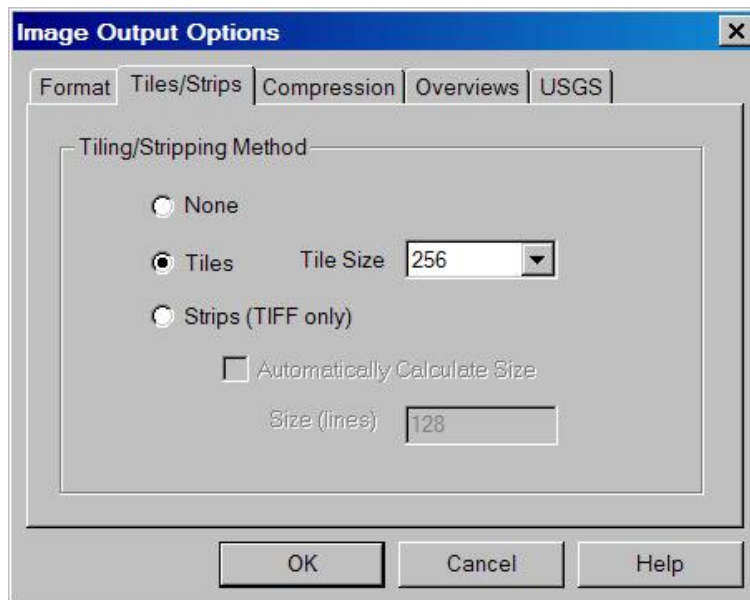 Image Output Options
Format Tiles/Strips Compression Overviews USGS
Tiling/Stripping Method
None
Tiles Tile Size 256
Strips (TIFF only)
Automatically Calculate Size
Size (lines) 128
OK Cancel Help